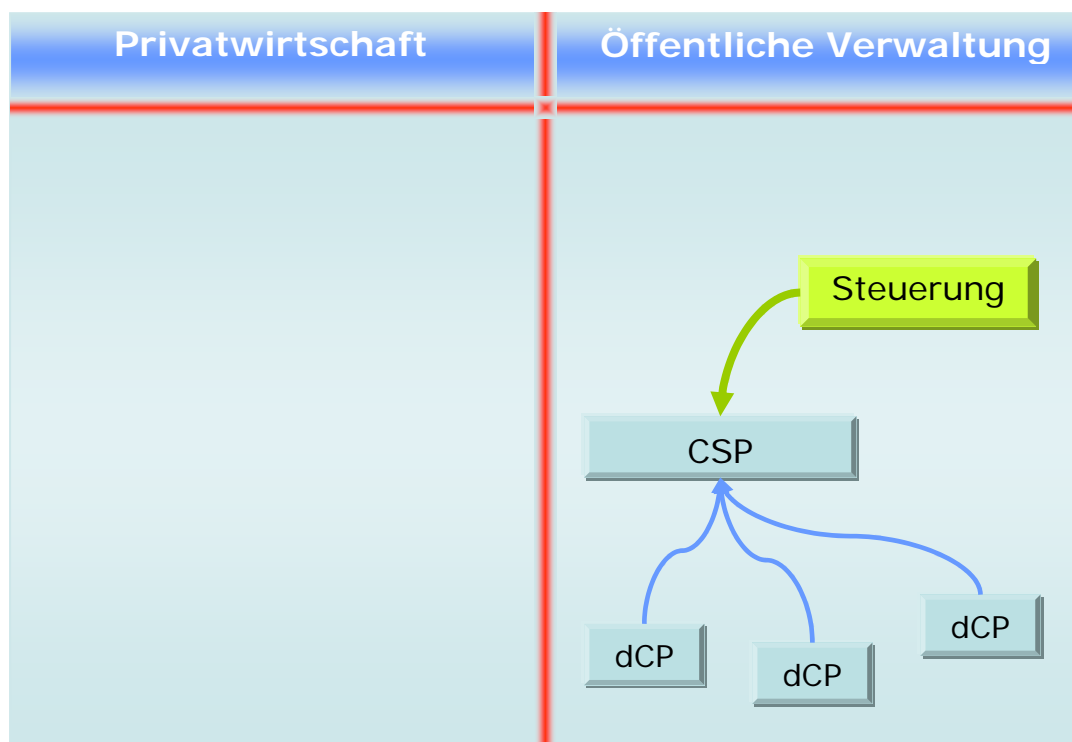 Privatwirtschaft
Öffentliche Verwaltung
Steuerung
CSP
dCP
dCP
dCP